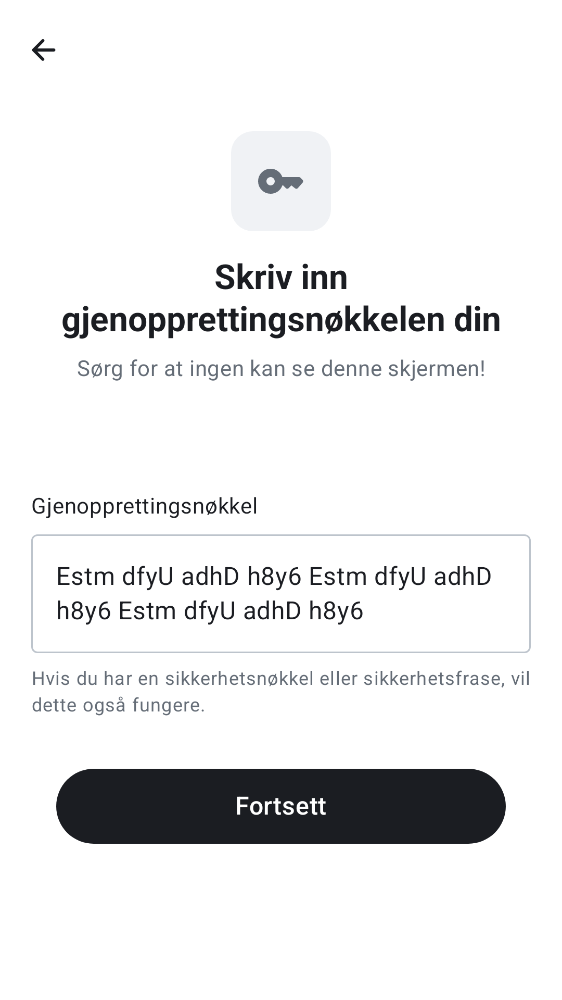 Skriv inn
gjenopprettingsnøkkelen din
Sørg for at ingen kan se denne skjermen!
Gjenopprettingsnøkkel
Estm dfyU adhD h8y6 Estm dfyU adhD
h8y6 Estm dfyU adhD h8y6
Hvis du har en sikkerhetsnøkkel eller sikkerhetsfrase, vil
dette også fungere.
Fortsett